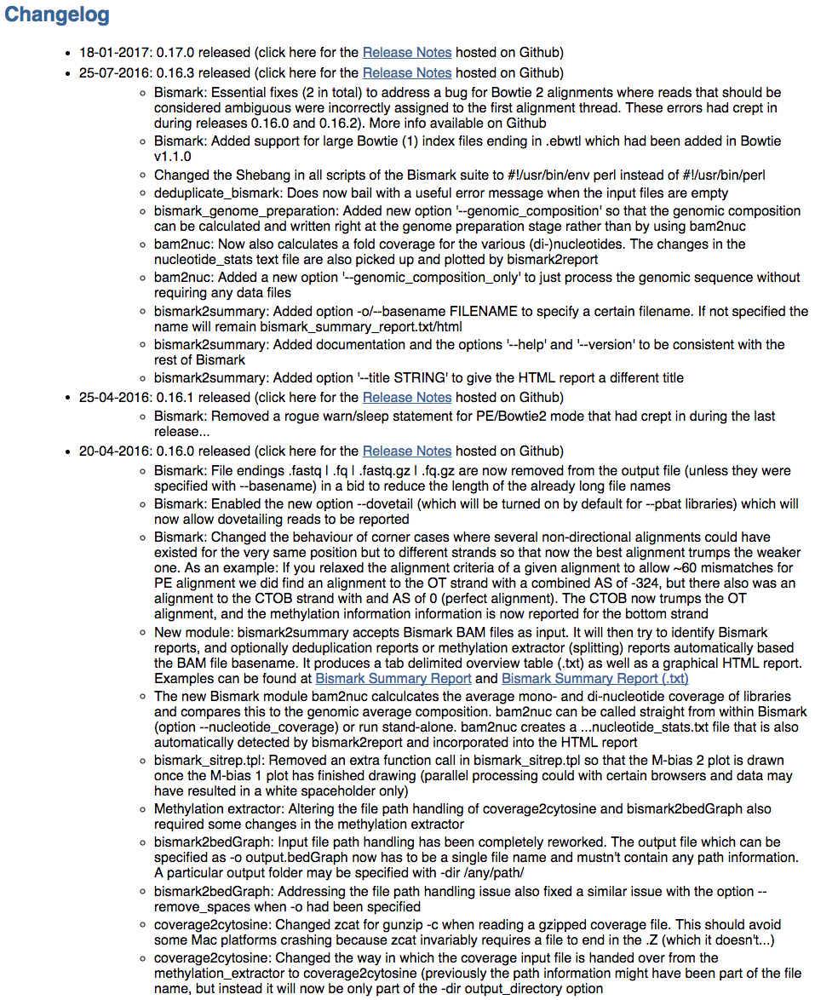 Changelog
18-01-2017: 0.17.0 released (click here for the Release Notes hosted on Github)
25-07-2016: 0.16.3 released (click here for the Release Notes hosted on Github)
Bismark: Essential fixes (2 in total) to address a bug for Bowtie 2 alignments where reads that should be
considered ambiguous were incorrectly assigned to the first alignment thread. These errors had crept in
during releases 0.16.0 and 0.16.2). More info available on Github
Bismark: Added support for large Bowtie (1) index files ending in .ebwtl which had been added in Bowtie
v1.1.0
Changed the Shebang in all scripts of the Bismark suite to #!/usr/bin/env perl instead of #!/usr/bin/perl
deduplicate_bismark: Does now bail with a useful error message when the input files are empty
bismark_genome_preparation: Added new option '--genomic_composition' so that the genomic composition
can be calculated and written right at the genome preparation stage rather than by using bam2nuc
bam2nuc: Now also calculates a fold coverage for the various (di-)nucleotides. The changes in the
nucleotide_stats text file are also picked up and plotted by bismark2report
bam2nuc: Added a new option '--genomic_composition_only' to just process the genomic sequence without
requiring any data files
bismark2summary: Added option -o/--basename FILENAME to specify a certain filename. If not specified the
name will remain bismark_summary_report.txt/html
bismark2summary: Added documentation and the options '--help' and '--version' to be consistent with the
rest of Bismark
bismark2summary: Added option '--title STRING' to give the HTML report a different title
25-04-2016: 0.16.1 released (click here for the Release Notes hosted on Github)
Bismark: Removed a rogue warn/sleep statement for PE/Bowtie2 mode that had crept in during the last
release...
20-04-2016: 0.16.0 released (click here for the Release Notes hosted on Github)
Bismark: File endings .fastq | .fq | .fastq.gz | .fq.gz are now removed from the output file (unless they were
specified with --basename) in a bid to reduce the length of the already long file names
Bismark: Enabled the new option --dovetail (which will be turned on by default for --pbat libraries) which will
now allow dovetailing reads to be reported
Bismark: Changed the behaviour of corner cases where several non-directional alignments could have
existed for the very same position but to different strands so that now the best alignment trumps the weaker
one. As an example: If you relaxed the alignment criteria of a given alignment to allow ~60 mismatches for
PE alignment we did find an alignment to the OT strand with a combined AS of -324, but there also was an
alignment to the CTOB strand with and AS of 0 (perfect alignment). The CTOB now trumps the OT
alignment, and the methylation information information is now reported for the bottom strand
New module: bismark2summary accepts Bismark BAM files as input. It will then try to identify Bismark
reports, and optionally deduplication reports or methylation extractor (splitting) reports automatically based
the BAM file basename. It produces a tab delimited overview table (.txt) as well as a graphical HTML report.
Examples can be found at Bismark Summary Report and Bismark Summary Report (.txt)
The new Bismark module bam2nuc calculcates the average mono- and di-nucleotide coverage of libraries
and compares this to the genomic average composition. bam2nuc can be called straight from within Bismark
(option --nucleotide_coverage) or run stand-alone. bam2nuc creates a ...nucleotide_stats.txt file that is also
automatically detected by bismark2report and incorporated into the HTML report
bismark_sitrep.tpl: Removed an extra function call in bismark_sitrep.tpl so that the M-bias 2 plot is drawn
once the M-bias 1 plot has finished drawing (parallel processing could with certain browsers and data may
have resulted in a white spaceholder only)
Methylation extractor: Altering the file path handling of coverage2cytosine and bismark2bedGraph also
required some changes in the methylation extractor
bismark2bedGraph: Input file path handling has been completely reworked. The output file which can be
specified as -o output.bedGraph now has to be a single file name and mustn't contain any path information.
A particular output folder may be specified with -dir /any/path/
bismark2bedGraph: Addressing the file path handling issue also fixed a similar issue with the option --
remove_spaces when -o had been specified
coverage2cytosine: Changed zcat for gunzip -c when reading a gzipped coverage file. This should avoid
some Mac platforms crashing because zcat invariably requires a file to end in the .Z (which it doesn't...)
coverage2cytosine: Changed the way in which the coverage input file is handed over from the
methylation_extractor to coverage2cytosine (previously the path information might have been part of the file
name, but instead it will now be only part of the -dir output_directory option